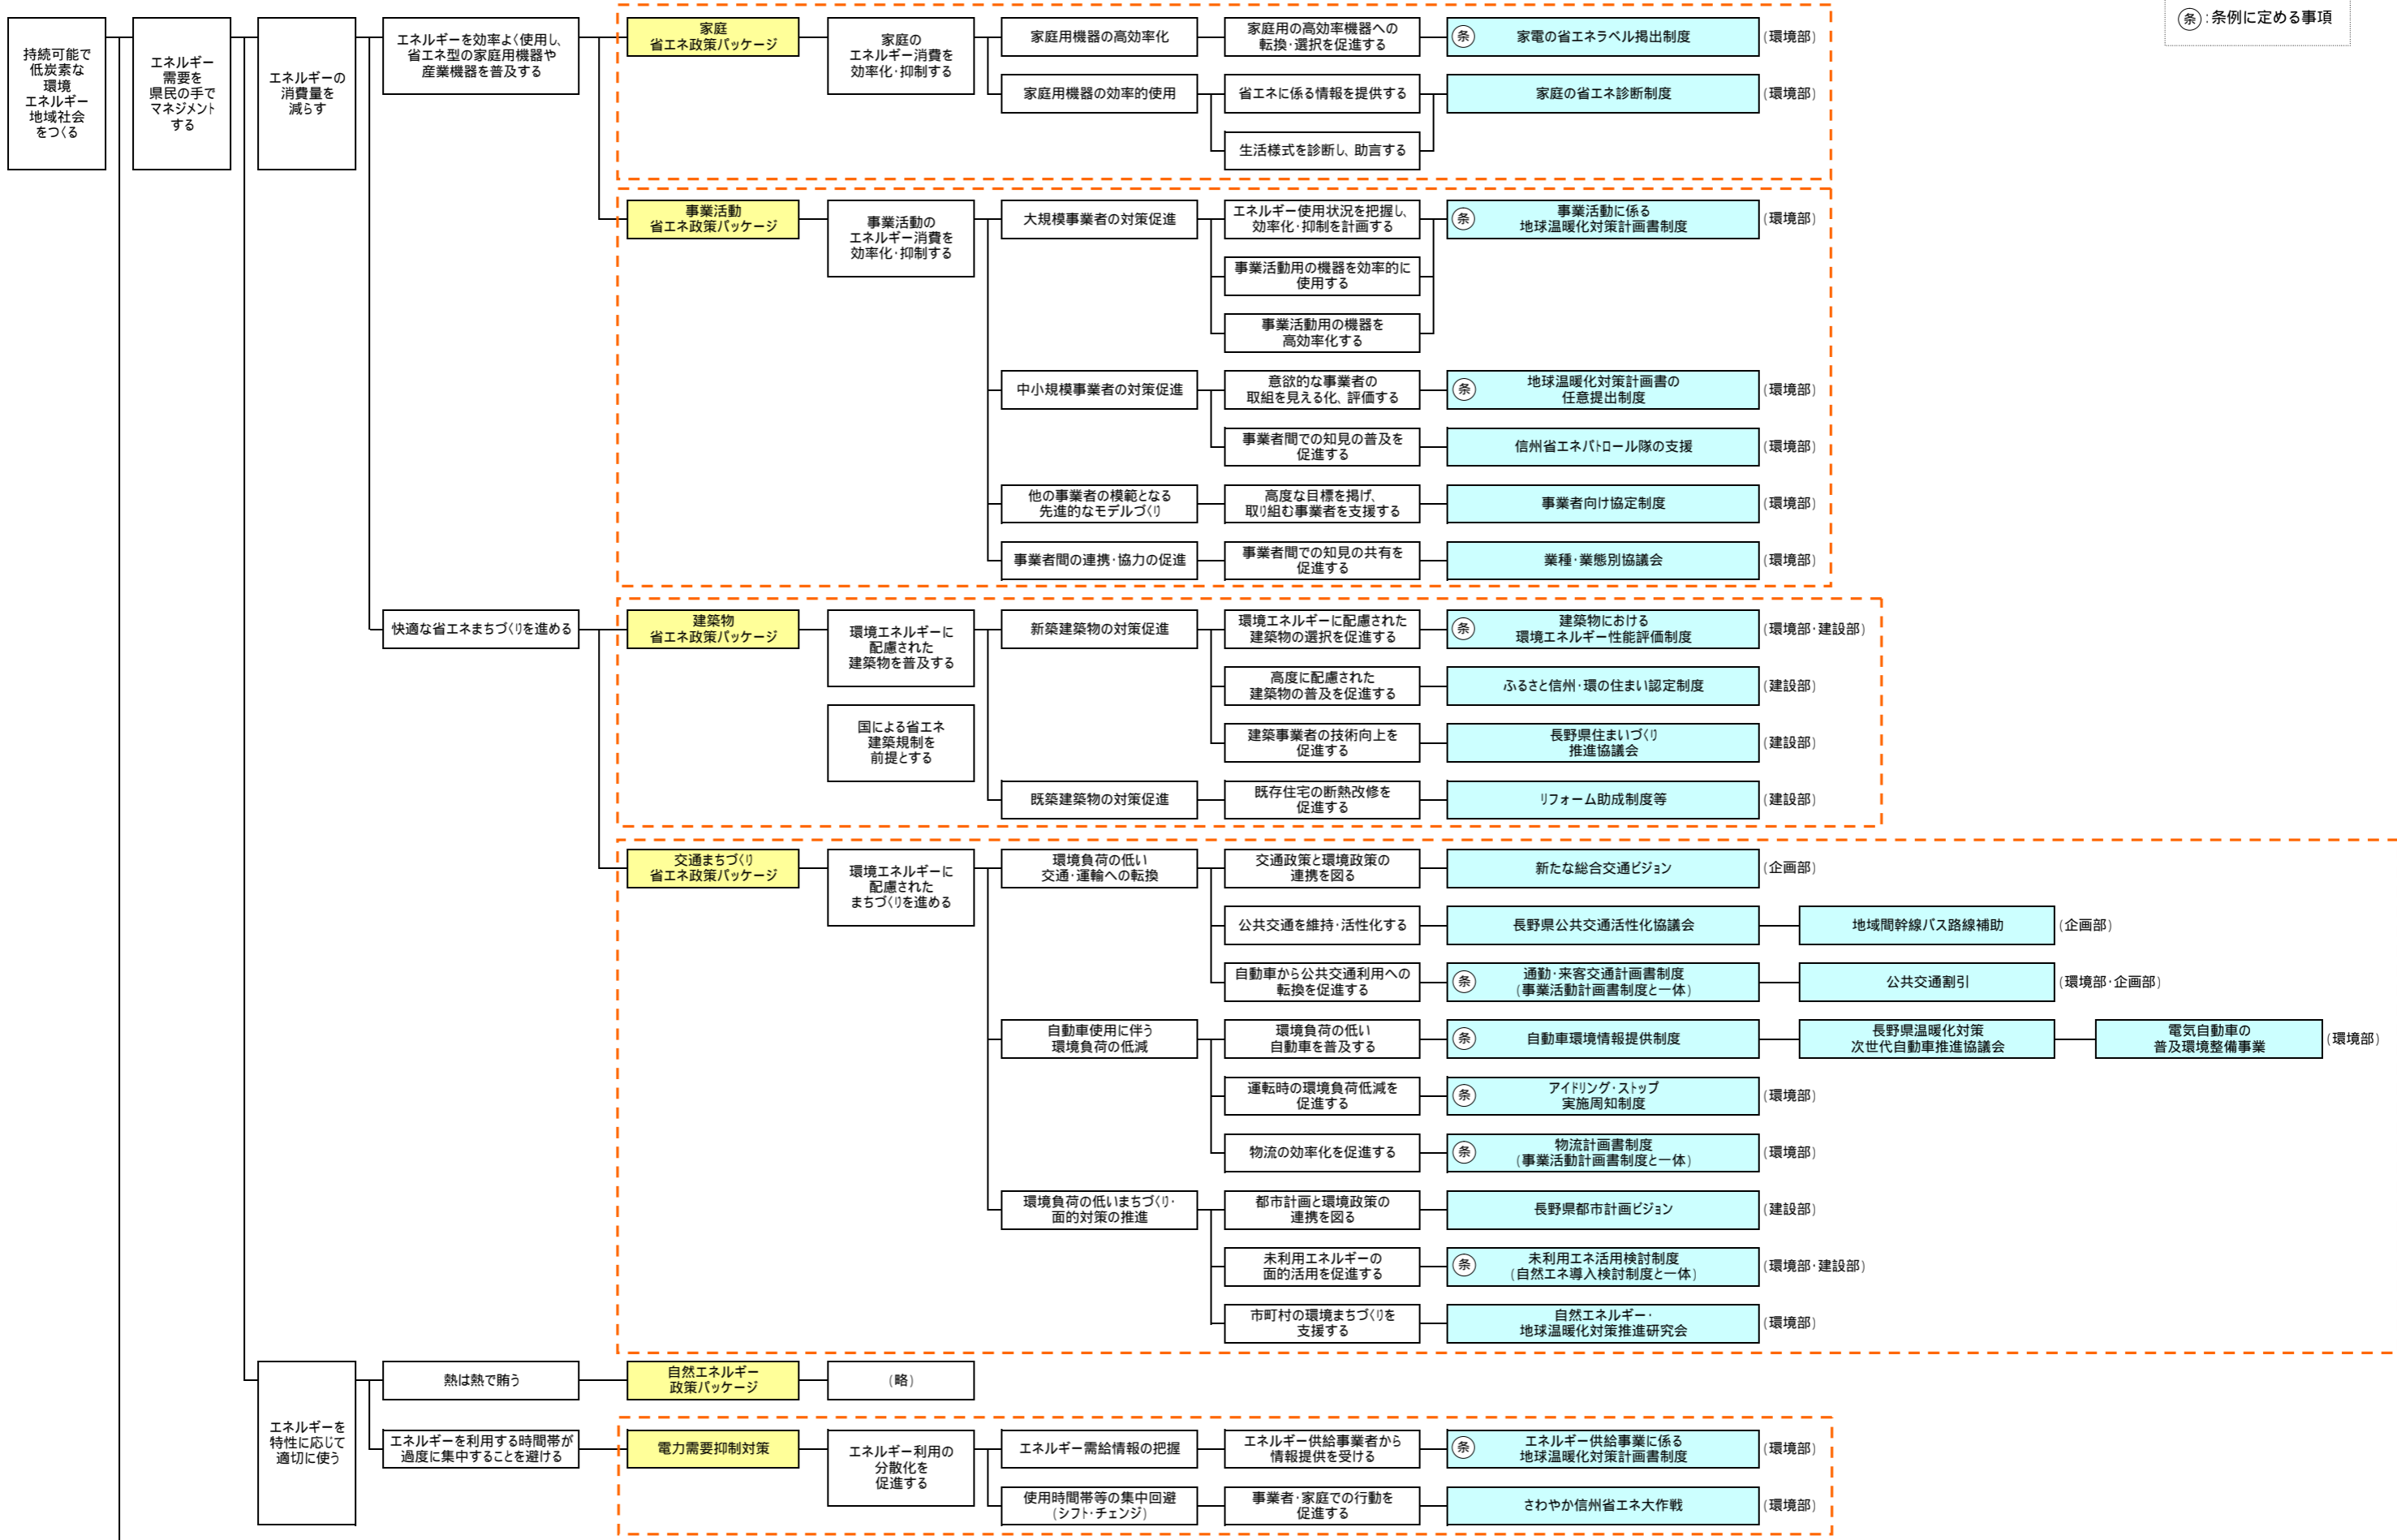 条:条例に定める事項
持続可能で
低炭素な
環境
エネルギー
地域社会
をつくる
エネルギー
需要を
県民の手で
マネジメント
する
エネルギーの
消費量を
減らす
エネルギーを効率よく使用し、
省エネ型の家庭用機器や
産業機器を普及する
家庭
省エネ政策パッケージ
家庭の
エネルギー消費を
効率化・抑制する
家庭用機器の高効率化
家庭用の高効率機器への
転換・選択を促進する
条
家電の省エネラベル掲出制度
(環境部)
家庭用機器の効率的使用
省エネに係る情報を提供する
家庭の省エネ診断制度
(環境部)
生活様式を診断し、助言する
事業活動
省エネ政策パッケージ
事業活動の
エネルギー消費を
効率化・抑制する
大規模事業者の対策促進
エネルギー使用状況を把握し、
効率化・抑制を計画する
条
事業活動に係る
地球温暖化対策計画書制度
(環境部)
事業活動用の機器を効率的に
使用する
事業活動用の機器を
高効率化する
中小規模事業者の対策促進
意欲的な事業者の
取組を見える化、評価する
条
地球温暖化対策計画書の
任意提出制度
(環境部)
事業者間での知見の普及を
促進する
信州省エネパトロール隊の支援
(環境部)
他の事業者の模範となる
先進的なモデルづくり
高度な目標を掲げ、
取り組む事業者を支援する
事業者向け協定制度
(環境部)
事業者間の連携・協力の促進
事業者間での知見の共有を
促進する
業種・業態別協議会
(環境部)
快適な省エネまちづくりを進める
建築物
省エネ政策パッケージ
環境エネルギーに
配慮された
建築物を普及する
新築建築物の対策促進
環境エネルギーに配慮された
建築物の選択を促進する
条
建築物における
環境エネルギー性能評価制度
(環境部・建設部)
高度に配慮された
建築物の普及を促進する
ふるさと信州・環の住まい認定制度
(建設部)
国による省エネ
建築規制を
前提とする
建築事業者の技術向上を
促進する
長野県住まいづくり
推進協議会
(建設部)
既築建築物の対策促進
既存住宅の断熱改修を
促進する
リフォーム助成制度等
(建設部)
交通まちづくり
省エネ政策パッケージ
環境エネルギーに
配慮された
まちづくりを進める
環境負荷の低い
交通・運輸への転換
交通政策と環境政策の
連携を図る
新たな総合交通ビジョン
(企画部)
公共交通を維持・活性化する
長野県公共交通活性化協議会
地域間幹線バス路線補助
(企画部)
自動車から公共交通利用への
転換を促進する
条
通勤・来客交通計画書制度
(事業活動計画書制度と一体)
公共交通割引
(環境部・企画部)
自動車使用に伴う
環境負荷の低減
環境負荷の低い
自動車を普及する
条
自動車環境情報提供制度
長野県温暖化対策
次世代自動車推進協議会
電気自動車の
普及環境整備事業
(環境部)
運転時の環境負荷低減を
促進する
条
アイドリング・ストップ
実施周知制度
(環境部)
物流の効率化を促進する
条
物流計画書制度
(事業活動計画書制度と一体)
(環境部)
環境負荷の低いまちづくり・
面的対策の推進
都市計画と環境政策の
連携を図る
長野県都市計画ビジョン
(建設部)
未利用エネルギーの
面的活用を促進する
条
未利用エネ活用検討制度
(自然エネ導入検討制度と一体)
(環境部・建設部)
市町村の環境まちづくりを
支援する
自然エネルギー・
地球温暖化対策推進研究会
(環境部)
エネルギーを
特性に応じて
適切に使う
熱は熱で賄う
自然エネルギー
政策パッケージ
(略)
エネルギーを利用する時間帯が
過度に集中することを避ける
電力需要抑制対策
エネルギー利用の
分散化を
促進する
エネルギー需給情報の把握
エネルギー供給事業者から
情報提供を受ける
条
エネルギー供給事業に係る
地球温暖化対策計画書制度
(環境部)
使用時間帯等の集中回避
(シフト・チェンジ)
事業者・家庭での行動を
促進する
さわやか信州省エネ大作戦
(環境部)